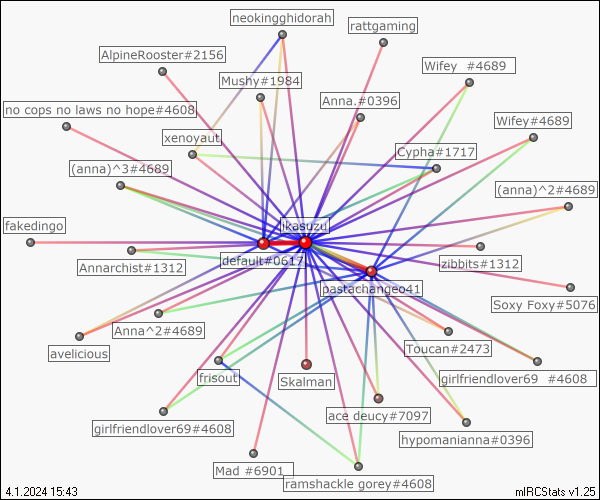 neokingghidorah
rattgaming
AlpineRooster#2156
Wifey #4689
Mushy#1984
Anna.#0396
no cops no laws no hope#4608
Wifey#4689
xenoyaut
Cypha#1717
(anna)^3#4689
(anna)^2#4689
jkasuzu
fakedingo
default#0617
zibbits#1312
Annarchist#1312
pastachangeo41
Soxy Foxy#5076
Anna^2#4689
Toucan#2473
avelicious
frisout
Skalman
girlfriendlover69 #4608
ace deucy#7097
girlfriendlover69#4608
hypomanianna#0396
Mad #6901
ramshackle gorey#4608
4.1.2024 15:43
mIRCStats v1.25